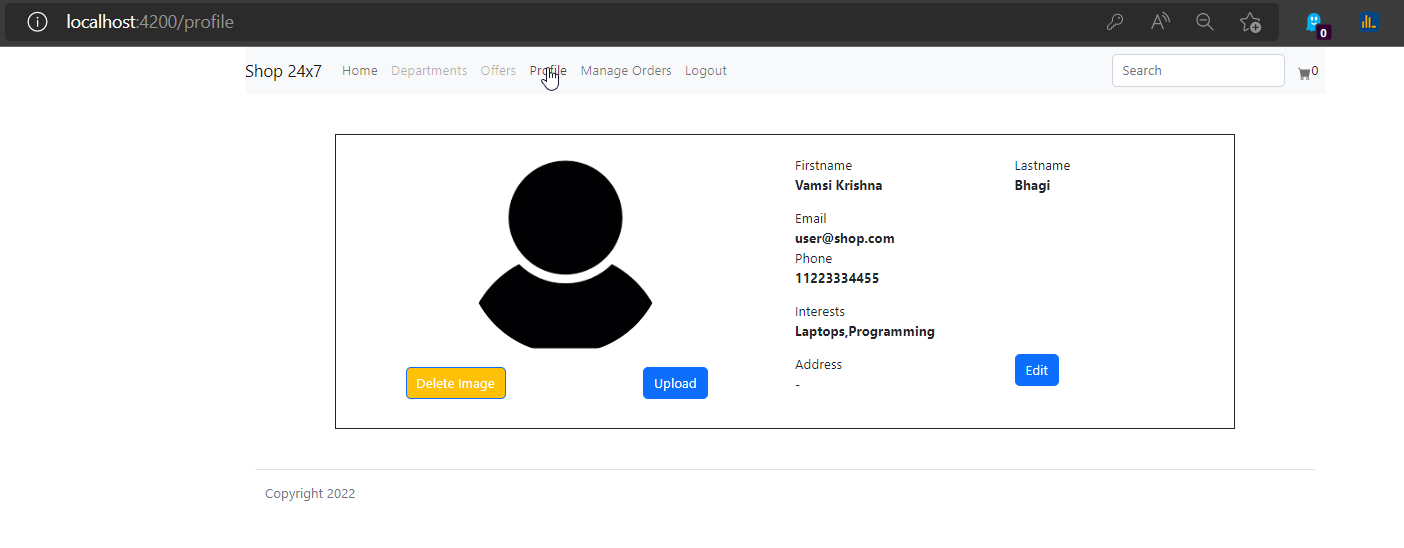 localhost:4200/profile
0
Shop 24x7 Home Departments Offers Profile Manage Orders Logout Search 0
Firstname Lastname
Vamsi Krishna Bhagi
Email
user@shop.com
Phone
11223334455
Interests
Laptops,Programming
Address
-
Edit
Delete Image Upload
Copyright 2022